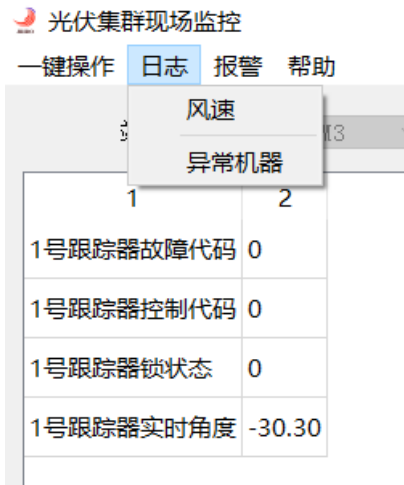 光伏集群现场监控
一键操作 日志 报警 帮助
风速
M3
异常机器
1 2
1号跟踪器故障代码 0
1号跟踪器控制代码 0
1号跟踪器锁状态 0
1号跟踪器实时角度 -30.30